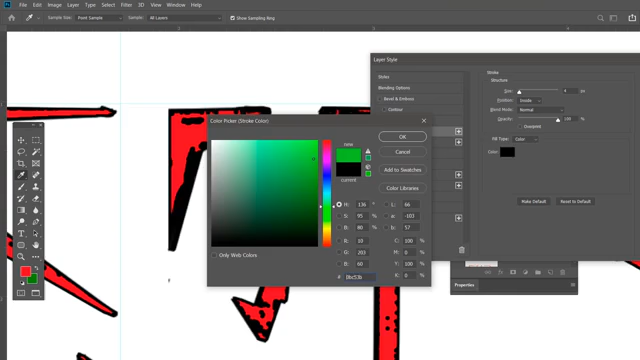 File Edit Image Layer Type Select Filter 3D View Window Help
Sample Size: Point Sample Sample: All Layers Show Sampling Ring
Layer Style
Styles
Blending Options
Bevel & Emboss
Contour
Stroke
Structure
Size: 4 px
Position: Inside
Blend Mode: Normal
Opacity: 100 %
Overprint
Fill Type: Color
Color:
Make Default Reset to Default
Color Picker (Stroke Color)
new
current
OK
Cancel
Add to Swatches
Color Libraries
H: 136 ° L: 66
S: 95 % a:
B: 80 % b: 57
R: 10 C: 100 %
G: 203 M: 0 %
B: 60 Y: 100 %
# K: 0 %
Only Web Colors
Properties